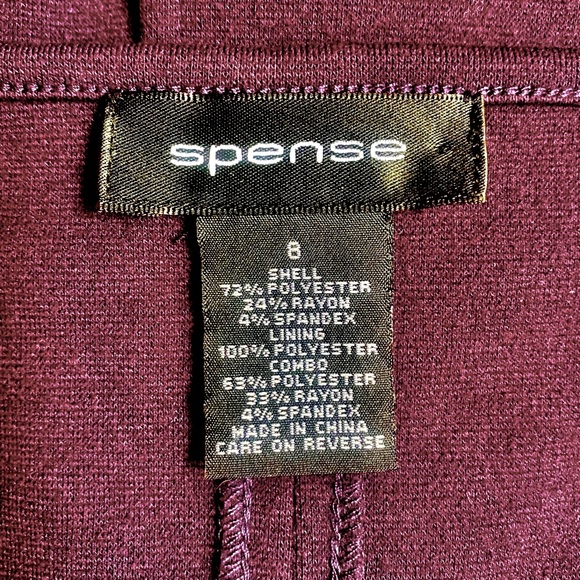 spense
8
SHELL
72% POLYESTER
24% RAYON
4% SPANDEX
LINING
100% POLYESTER
COMBO
63% POLYESTER
33% RAYON
4% SPANDEX
MADE IN CHINA
CARE ON REVERSE